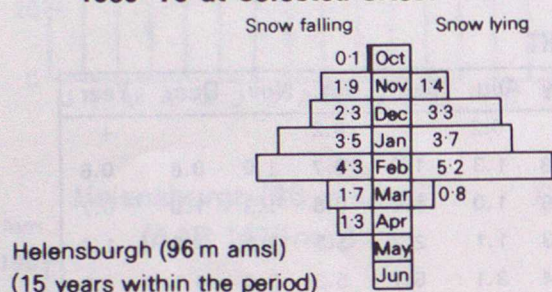 Snow falling Snow lying
0·1 Oct
1·9 Nov 1·4
2·3 Dec 3·3
3·5 Jan 3·7
4·3 Feb 5·2
1·7 Mar 0·8
1·3 Apr
May
Jun
Helensburgh (96 m amsl)
(15 years within the period)